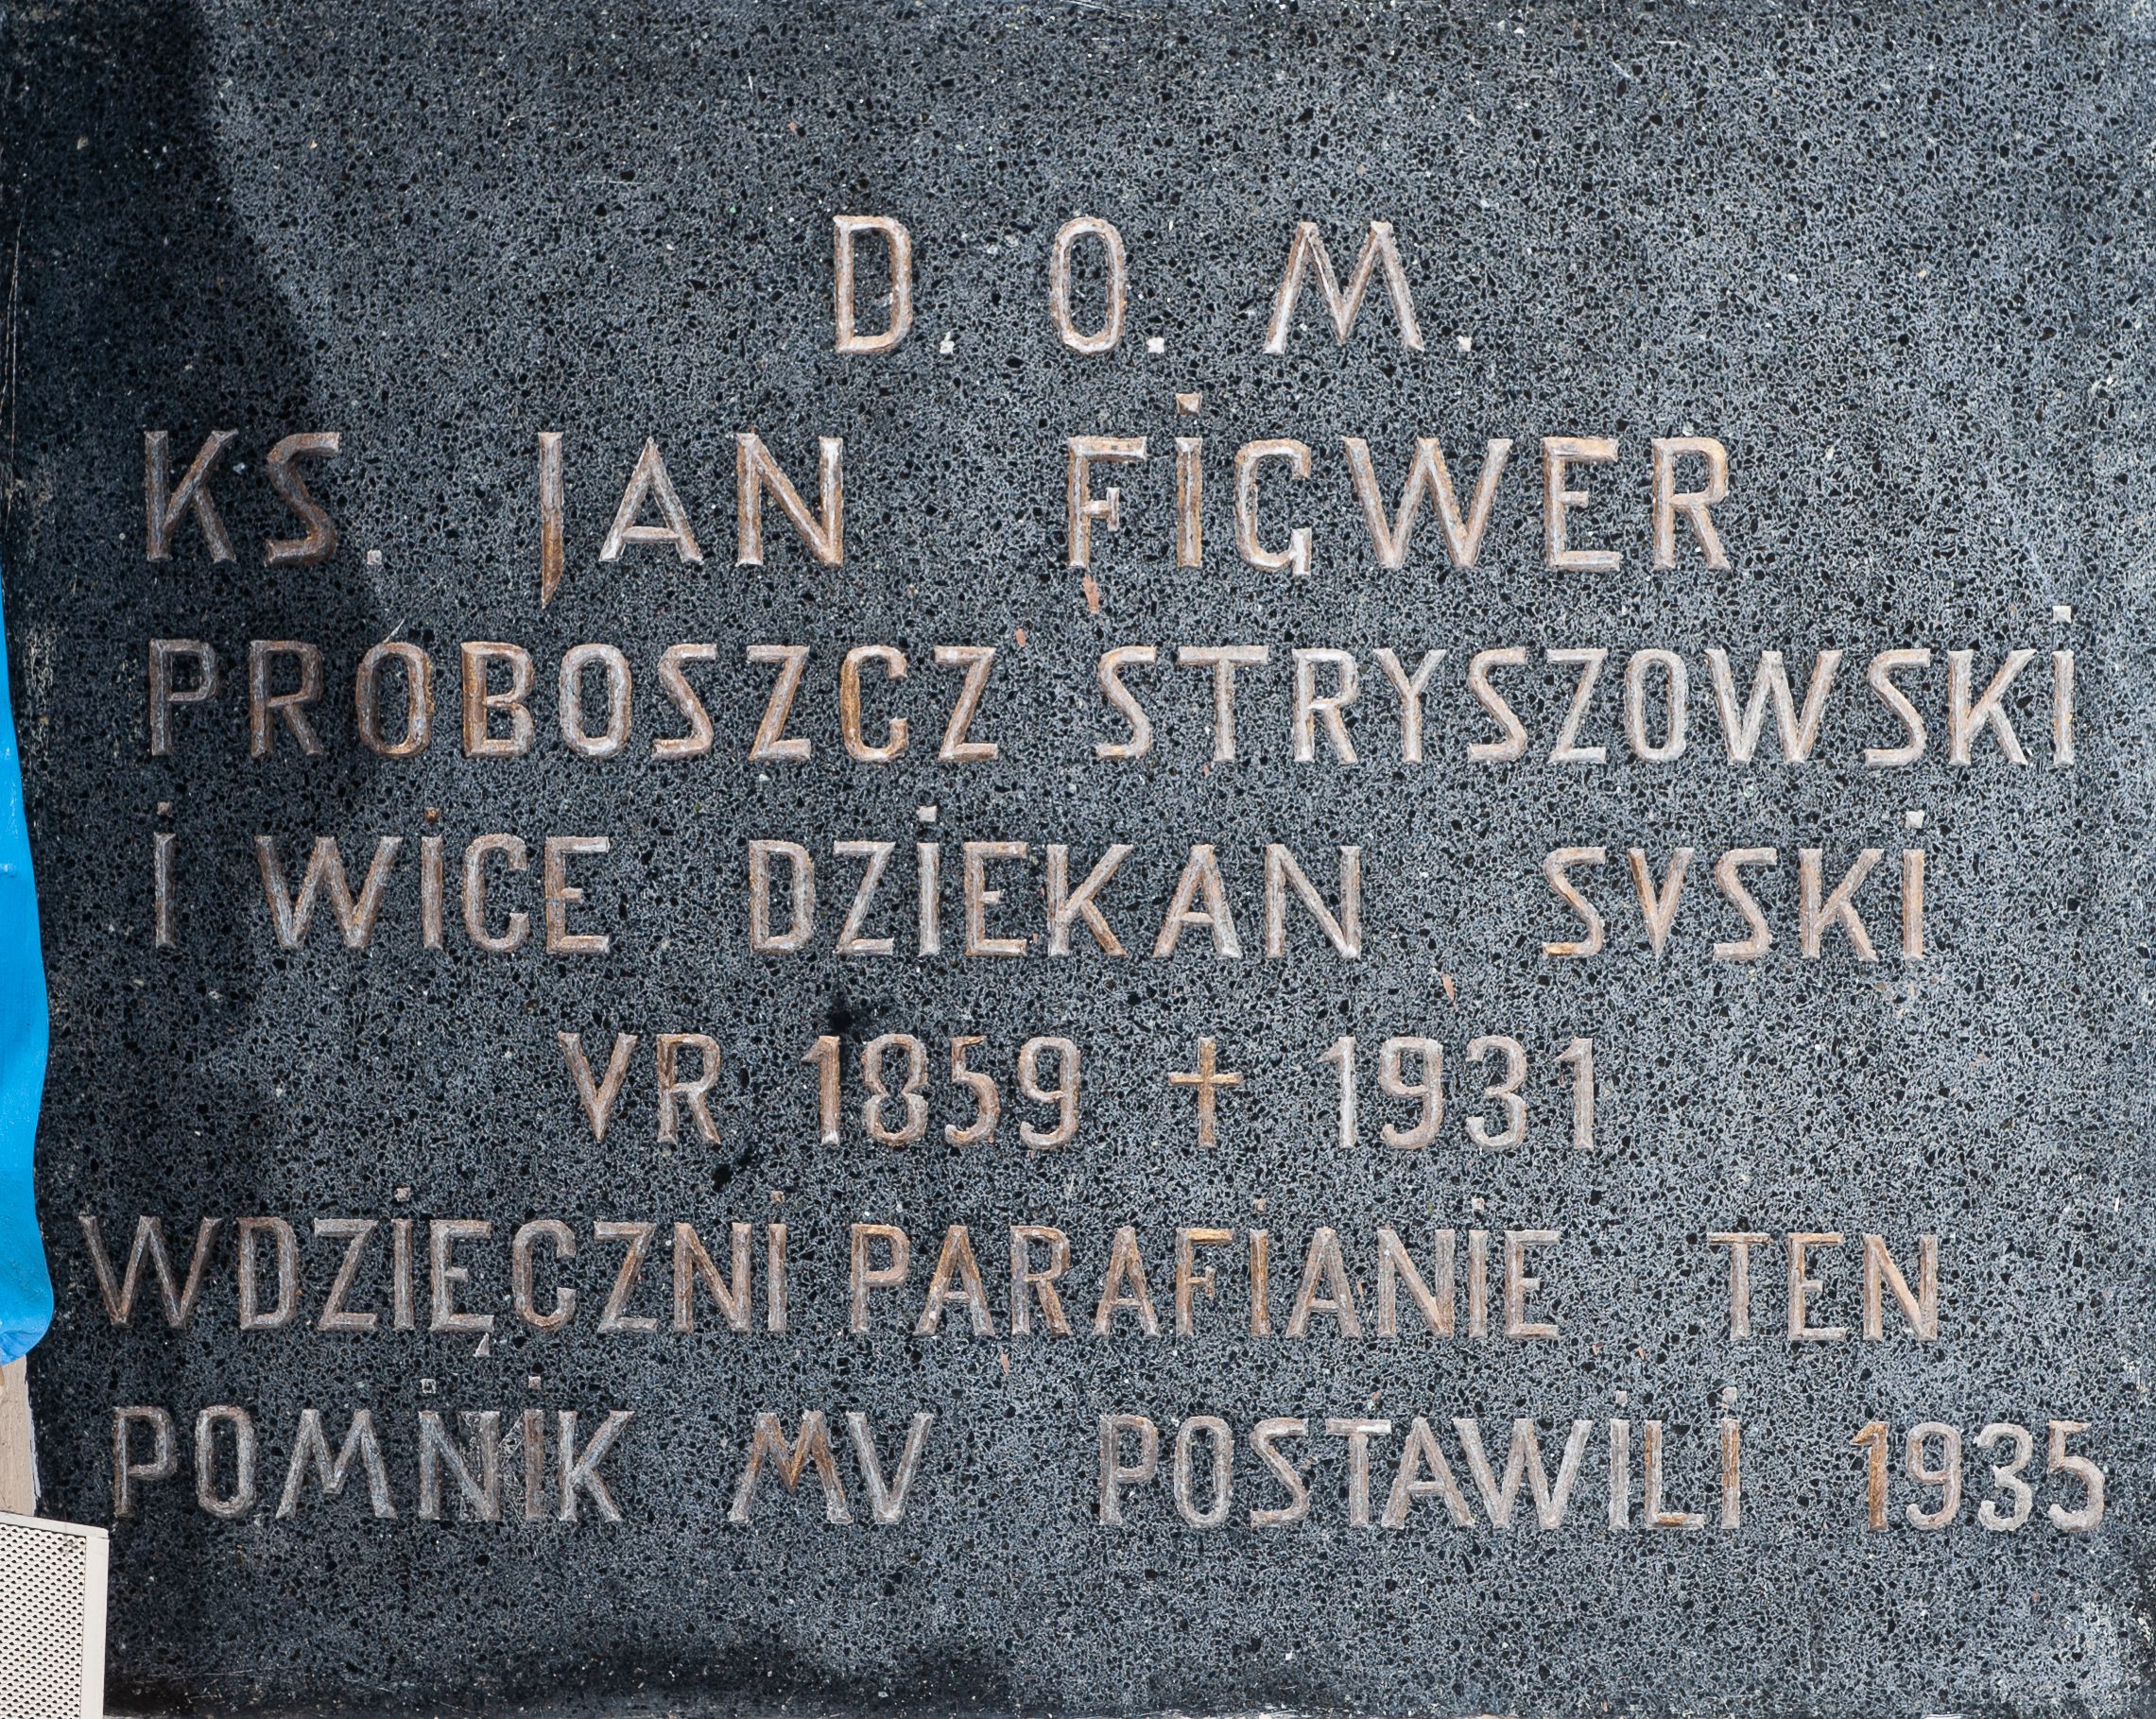 D. O. M.
KS. JAN FiGWER
PROBOSZCZ STRYSZOWSKi
i WiCE DZiEKAN SVSKi
VR 1859 ✝ 1931
WDZiĘCZNi PARAFiANiE TEN
POMNiK MV POSTAWiLi 1935